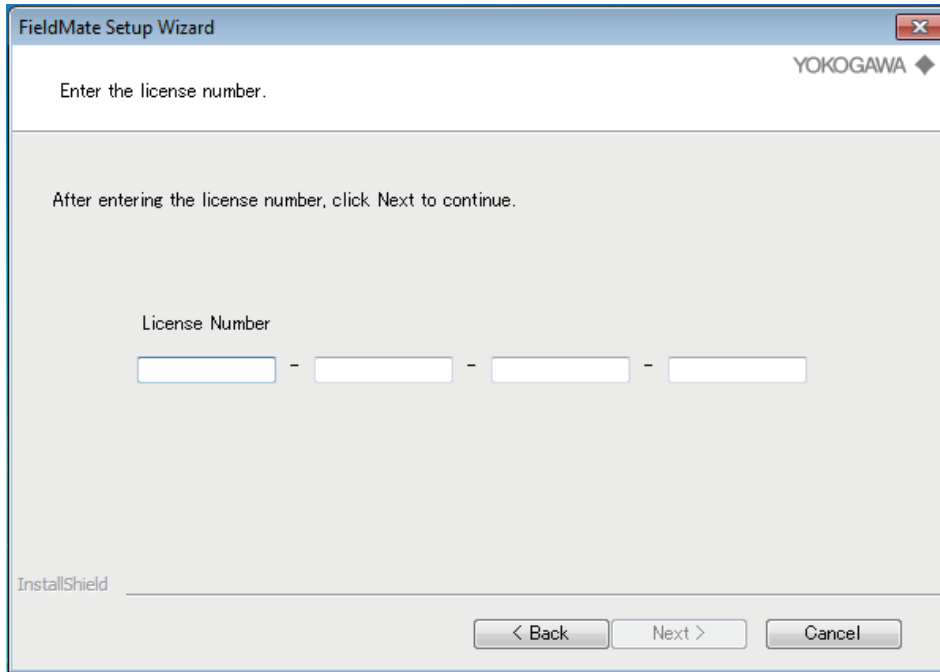 FieldMate Setup Wizard
YOKOGAWA
Enter the license number.
After entering the license number, click Next to continue.
License Number
- - -
InstallShield
< Back Next > Cancel